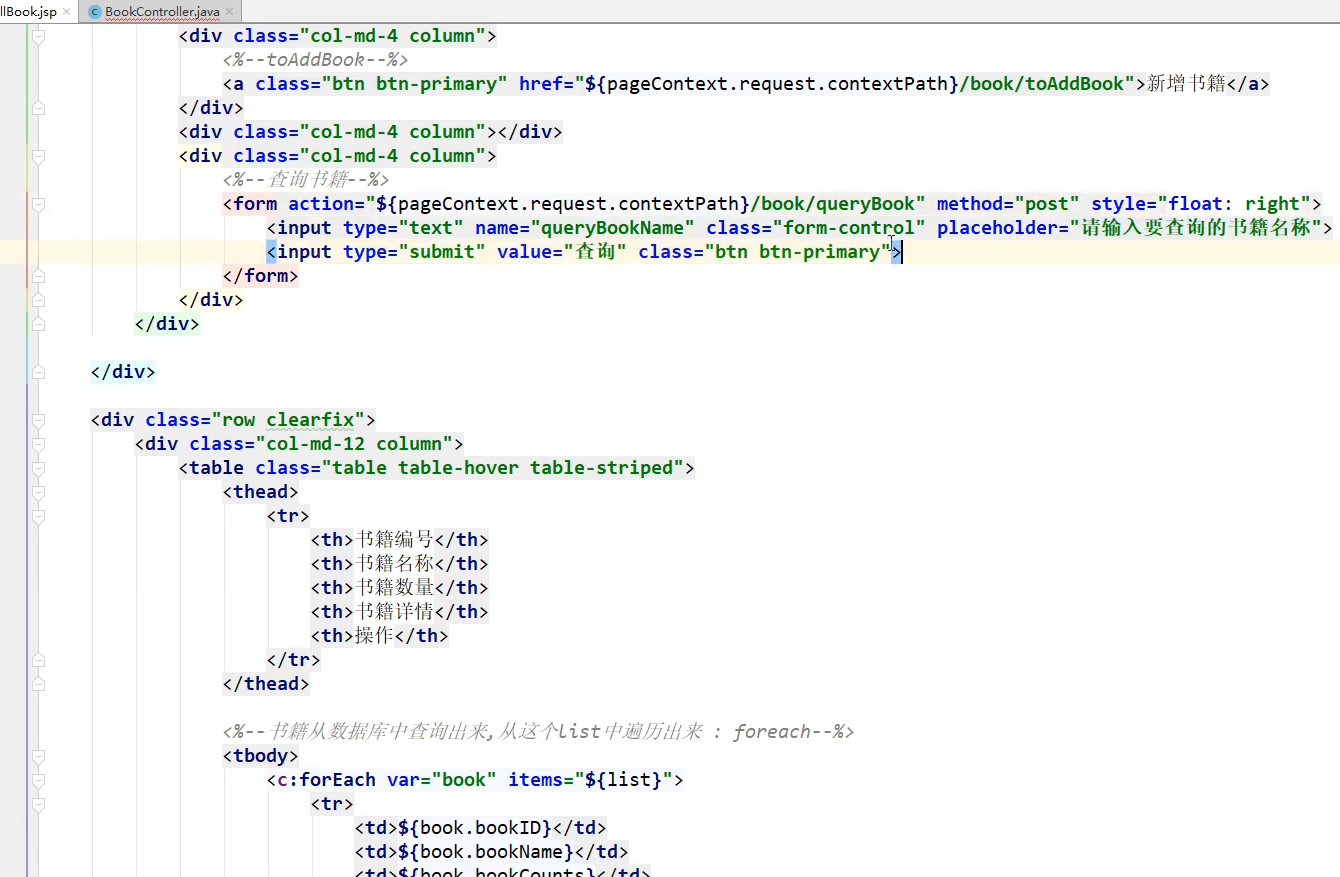 llBook.jsp × C BookController.java ×
<div class="col-md-4 column">
<%--toAddBook--%>
<a class="btn btn-primary" href="${pageContext.request.contextPath}/book/toAddBook">新增书籍</a>
</div>
<div class="col-md-4 column"></div>
<div class="col-md-4 column">
<%--查询书籍--%>
<form action="${pageContext.request.contextPath}/book/queryBook" method="post" style="float: right">
<input type="text" name="queryBookName" class="form-control" placeholder="请输入要查询的书籍名称">
<input type="submit" value="查询" class="btn btn-primary">
</form>
</div>
</div>
</div>
<div class="row clearfix">
<div class="col-md-12 column">
<table class="table table-hover table-striped">
<thead>
<tr>
<th>书籍编号</th>
<th>书籍名称</th>
<th>书籍数量</th>
<th>书籍详情</th>
<th>操作</th>
</tr>
</thead>
<%--书籍从数据库中查询出来,从这个list中遍历出来 : foreach--%>
<tbody>
<c:forEach var="book" items="${list}">
<tr>
<td>${book.bookID}</td>
<td>${book.bookName}</td>
<td>${book.bookCounts}</td>